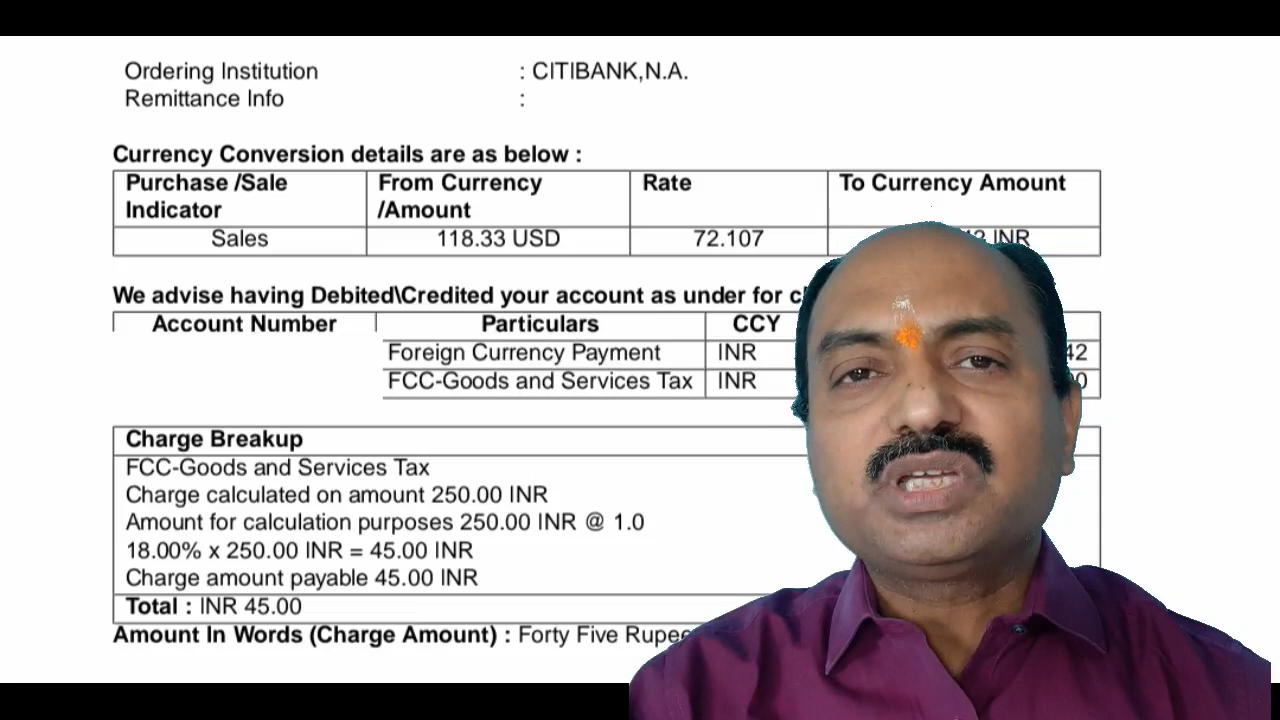 Ordering Institution : CITIBANK,N.A.
Remittance Info :
Currency Conversion details are as below :
Purchase /Sale Indicator From Currency /Amount Rate To Currency Amount
Sales 118.33 USD 72.107 INR
We advise having Debited\Credited your account as under for
Account Number Particulars CCY
Foreign Currency Payment INR 42
FCC-Goods and Services Tax INR 0
Charge Breakup
FCC-Goods and Services Tax
Charge calculated on amount 250.00 INR
Amount for calculation purposes 250.00 INR @ 1.0
18.00% x 250.00 INR = 45.00 INR
Charge amount payable 45.00 INR
Total : INR 45.00
Amount In Words (Charge Amount) : Forty Five